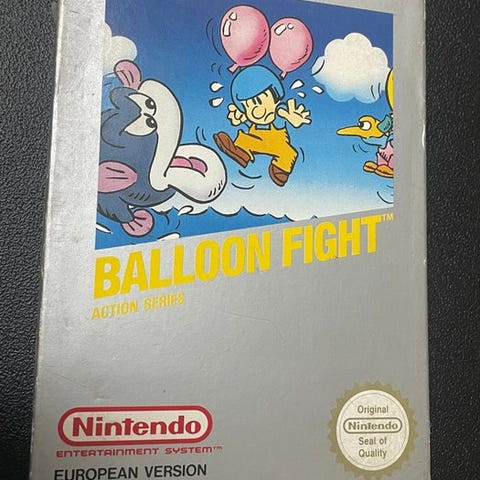 BALLOON FIGHT™
ACTION SERIES
Nintendo
ENTERTAINMENT SYSTEM™
EUROPEAN VERSION
Original
Nintendo
Seal of
Quality